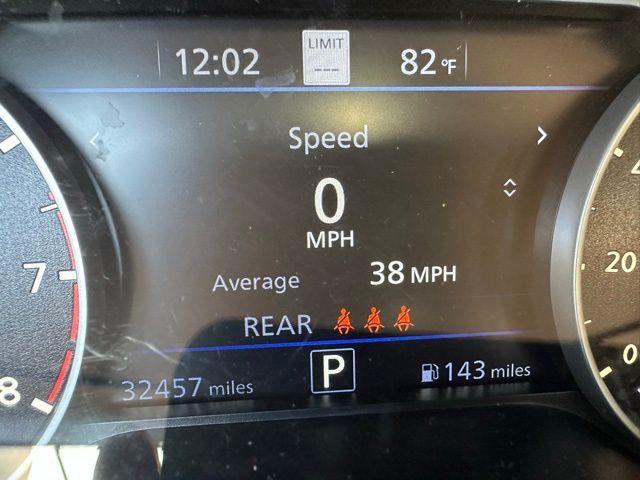 12:02 LIMIT --- 82 °F
Speed
0
MPH
Average 38 MPH
REAR
32457 miles P 143 miles
7
8
20
0